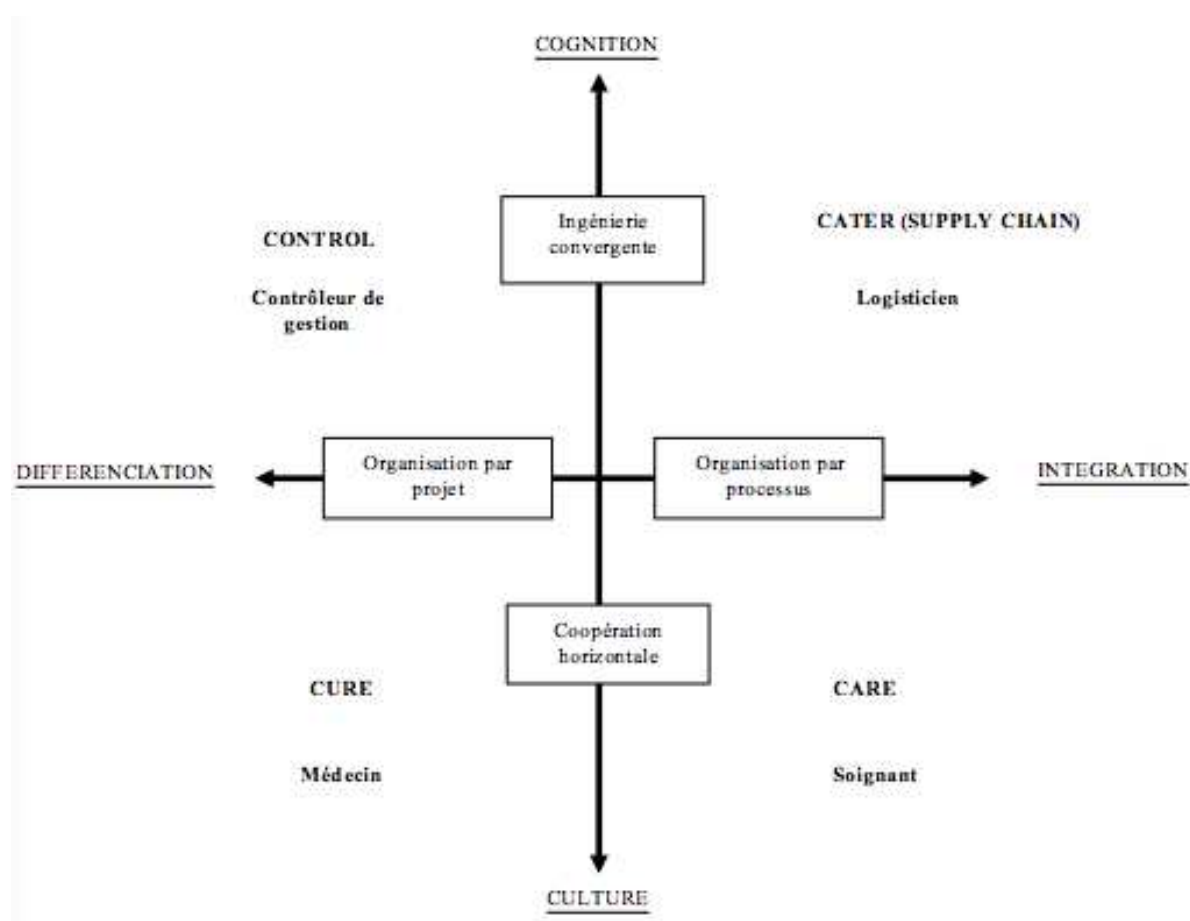 COGNITION
Ingénierie
convergente
CONTROL
CATER (SUPPLY CHAIN)
Contrôleur de
gestion
Logisticien
DIFFERENCIATION
Organisation par
projet
Organisation par
processus
INTEGRATION
Coopération
horizontale
CURE
CARE
Médecin
Soignant
CULTURE